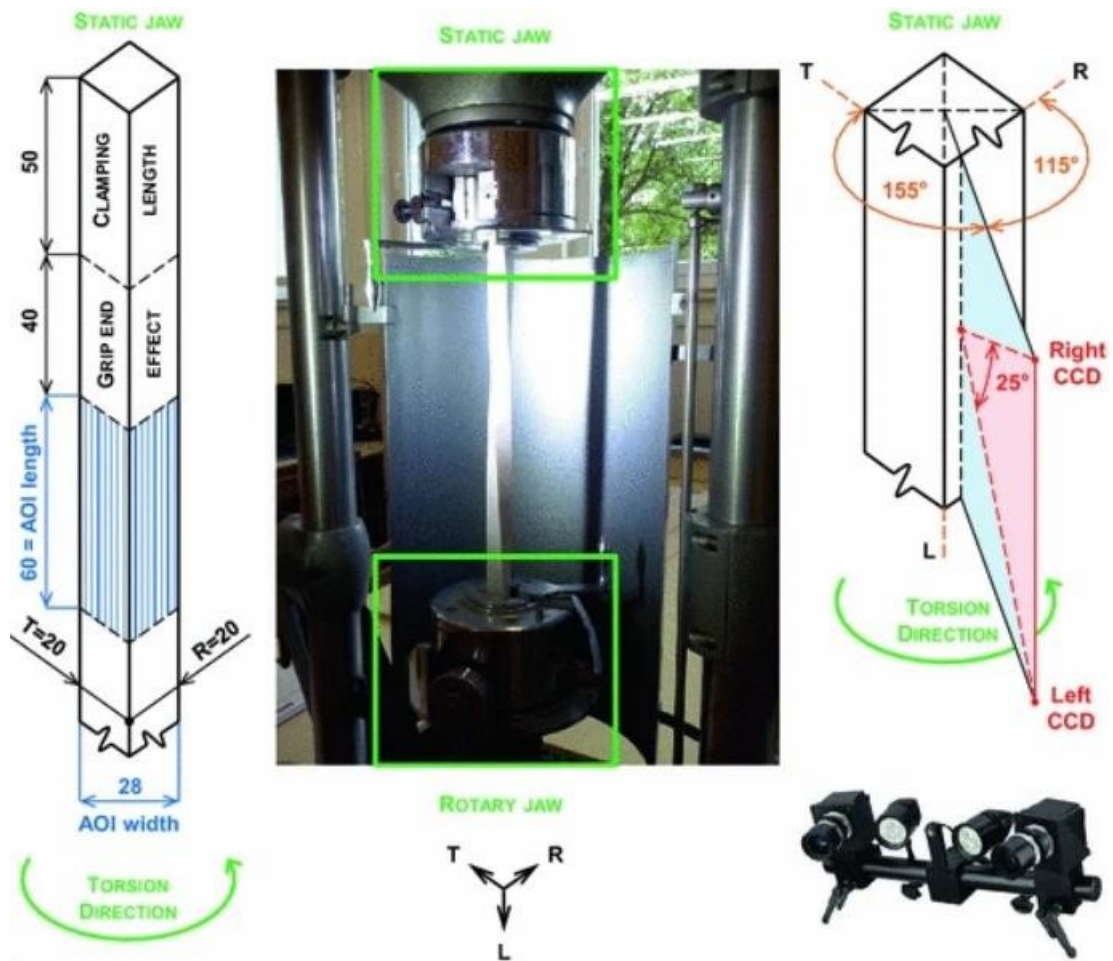 STATIC JAW
50
CLAMPING
LENGTH
40
GRIP END
EFFECT
60 = AOI length
T=20
R=20
28
AOI width
TORSION
DIRECTION
STATIC JAW
ROTARY JAW
T
R
L
STATIC JAW
T
R
155°
115°
Right
CCD
25°
L
TORSION
DIRECTION
Left
CCD